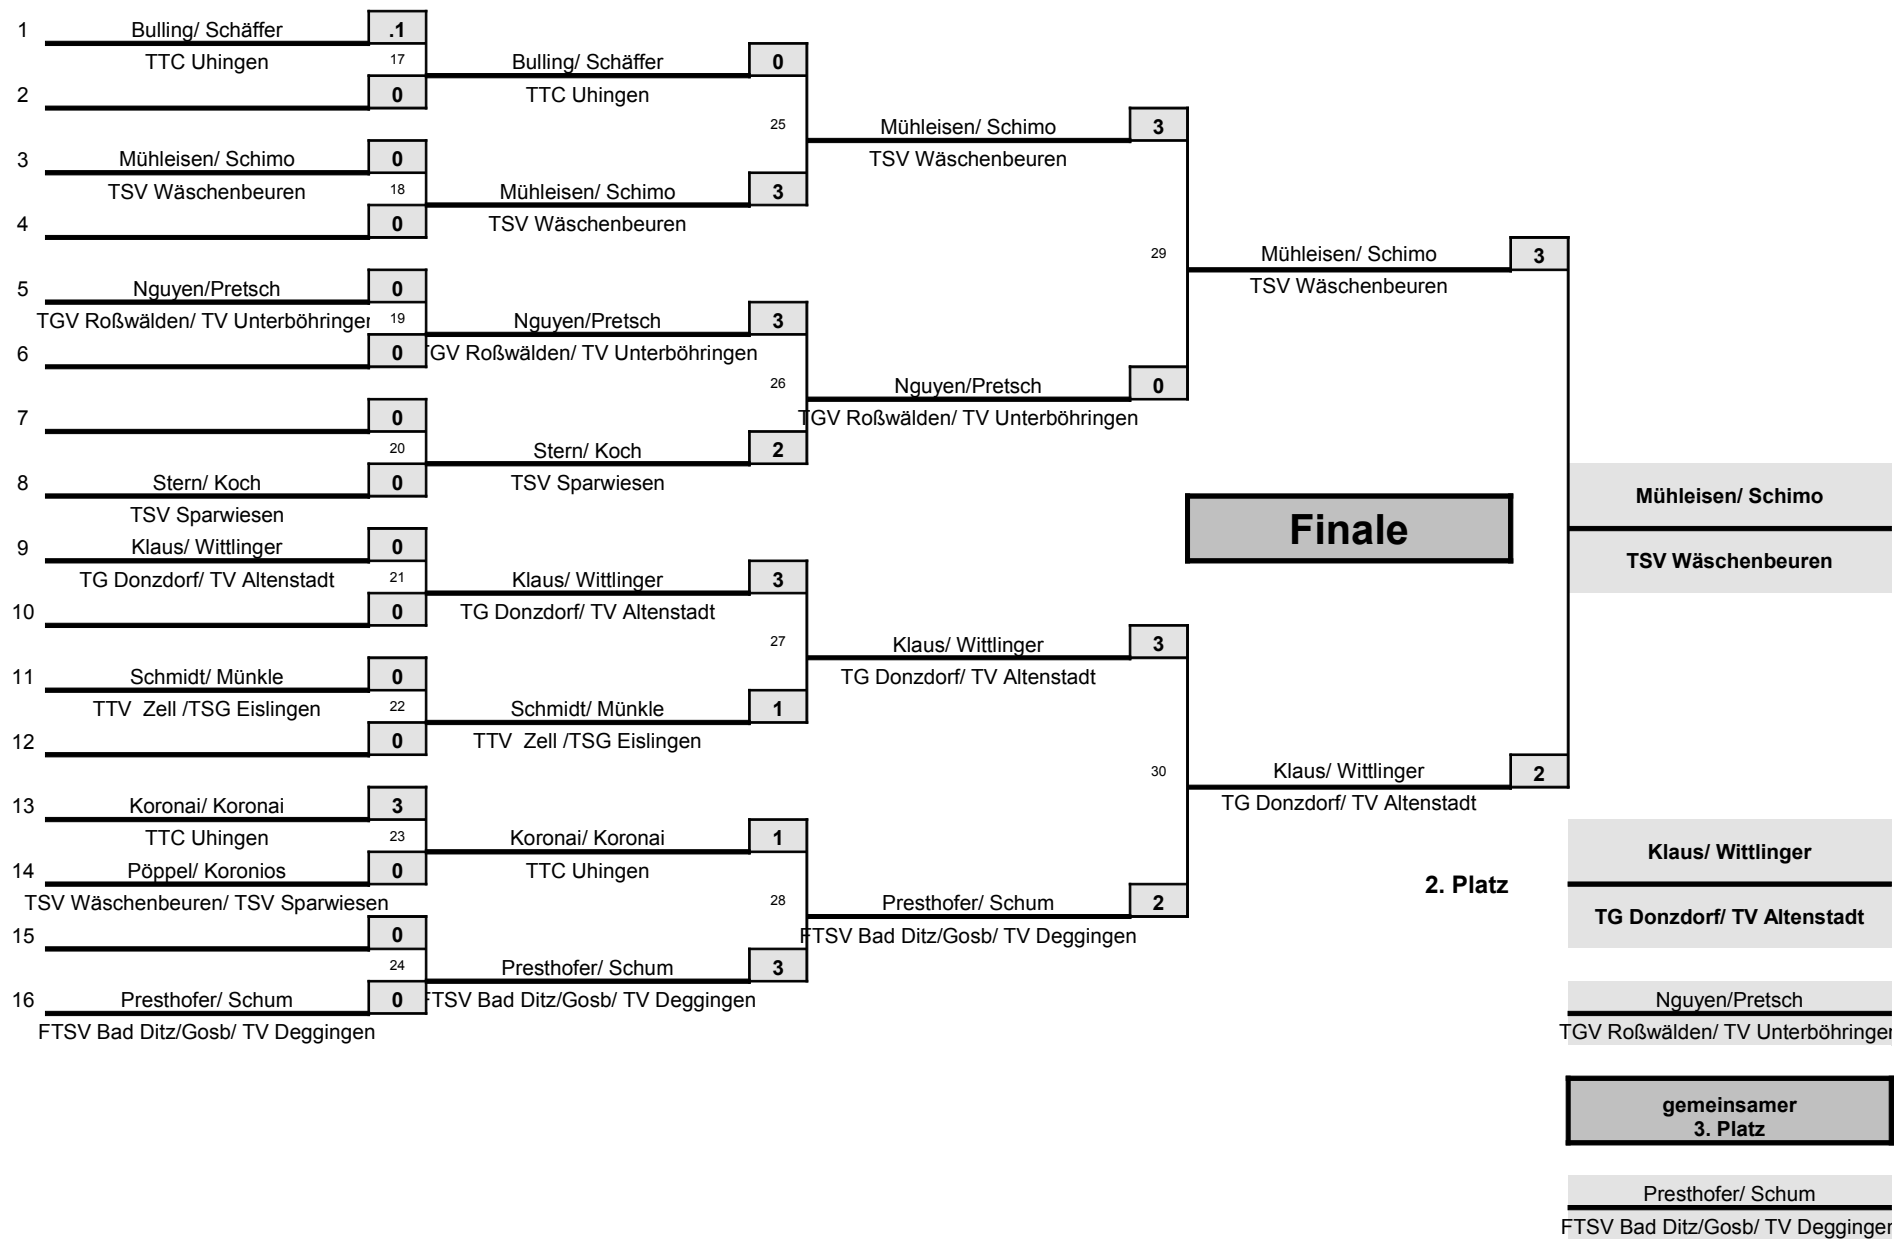 1 Bulling/ Schäffer .1
TTC Uhingen 17 Bulling/ Schäffer 0
2 0 TTC Uhingen
25 Mühleisen/ Schimo 3
3 Mühleisen/ Schimo 0 TSV Wäschenbeuren
TSV Wäschenbeuren 18 Mühleisen/ Schimo 3
4 0 TSV Wäschenbeuren
29 Mühleisen/ Schimo 3
5 Nguyen/Pretsch 0 TSV Wäschenbeuren
TGV Roßwälden/ TV Unterböhringen 19 Nguyen/Pretsch 3
6 0 TGV Roßwälden/ TV Unterböhringen
26 Nguyen/Pretsch 0
7 0 TGV Roßwälden/ TV Unterböhringen
20 Stern/ Koch 2
8 Stern/ Koch 0 TSV Sparwiesen
Mühleisen/ Schimo
TSV Sparwiesen
Finale
9 Klaus/ Wittlinger 0
TSV Wäschenbeuren
TG Donzdorf/ TV Altenstadt 21 Klaus/ Wittlinger 3
10 0 TG Donzdorf/ TV Altenstadt
27 Klaus/ Wittlinger 3
11 Schmidt/ Münkle 0 TG Donzdorf/ TV Altenstadt
TTV  Zell /TSG Eislingen 22 Schmidt/ Münkle 1
12 0 TTV  Zell /TSG Eislingen
30 Klaus/ Wittlinger 2
13 Koronai/ Koronai 3 TG Donzdorf/ TV Altenstadt
TTC Uhingen 23 Koronai/ Koronai 1
Klaus/ Wittlinger
14 Pöppel/ Koronios 0 TTC Uhingen
2. Platz
TSV Wäschenbeuren/ TSV Sparwiesen 28 Presthofer/ Schum 2
TG Donzdorf/ TV Altenstadt
15 0 FTSV Bad Ditz/Gosb/ TV Deggingen
24 Presthofer/ Schum 3
16 Presthofer/ Schum 0 FTSV Bad Ditz/Gosb/ TV Deggingen
Nguyen/Pretsch
FTSV Bad Ditz/Gosb/ TV Deggingen
TGV Roßwälden/ TV Unterböhringen
gemeinsamer
3. Platz
Presthofer/ Schum
FTSV Bad Ditz/Gosb/ TV Deggingen